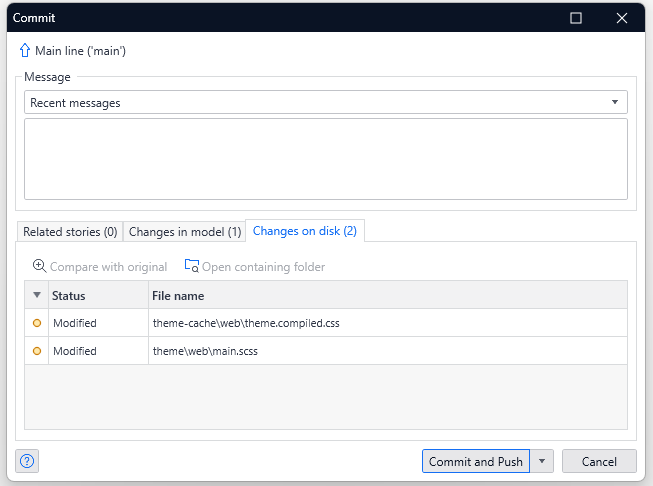 Commit
Main line ('main')
Message
Recent messages
Related stories (0) Changes in model (1) Changes on disk (2)
Compare with original Open containing folder
Status File name
Modified theme-cache\web\theme.compiled.css
Modified theme\web\main.scss
? Commit and Push Cancel